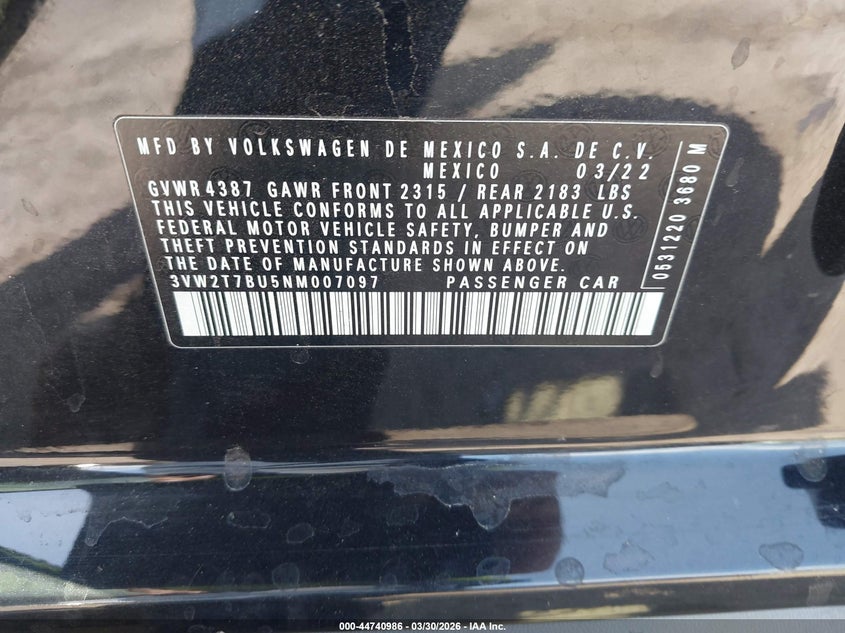 MFD BY VOLKSWAGEN DE MEXICO S.A. DE C.V.
MEXICO 03/22
GVWR 4387 GAWR FRONT 2315 / REAR 2183 LBS
THIS VEHICLE CONFORMS TO ALL APPLICABLE U.S.
FEDERAL MOTOR VEHICLE SAFETY, BUMPER AND
THEFT PREVENTION STANDARDS IN EFFECT ON
THE DATE OF MANUFACTURE SHOWN ABOVE.
3VW2T7BU5NM007097 PASSENGER CAR
0631220 3680 M
000-44740986 — 03/30/2026 — IAA Inc.